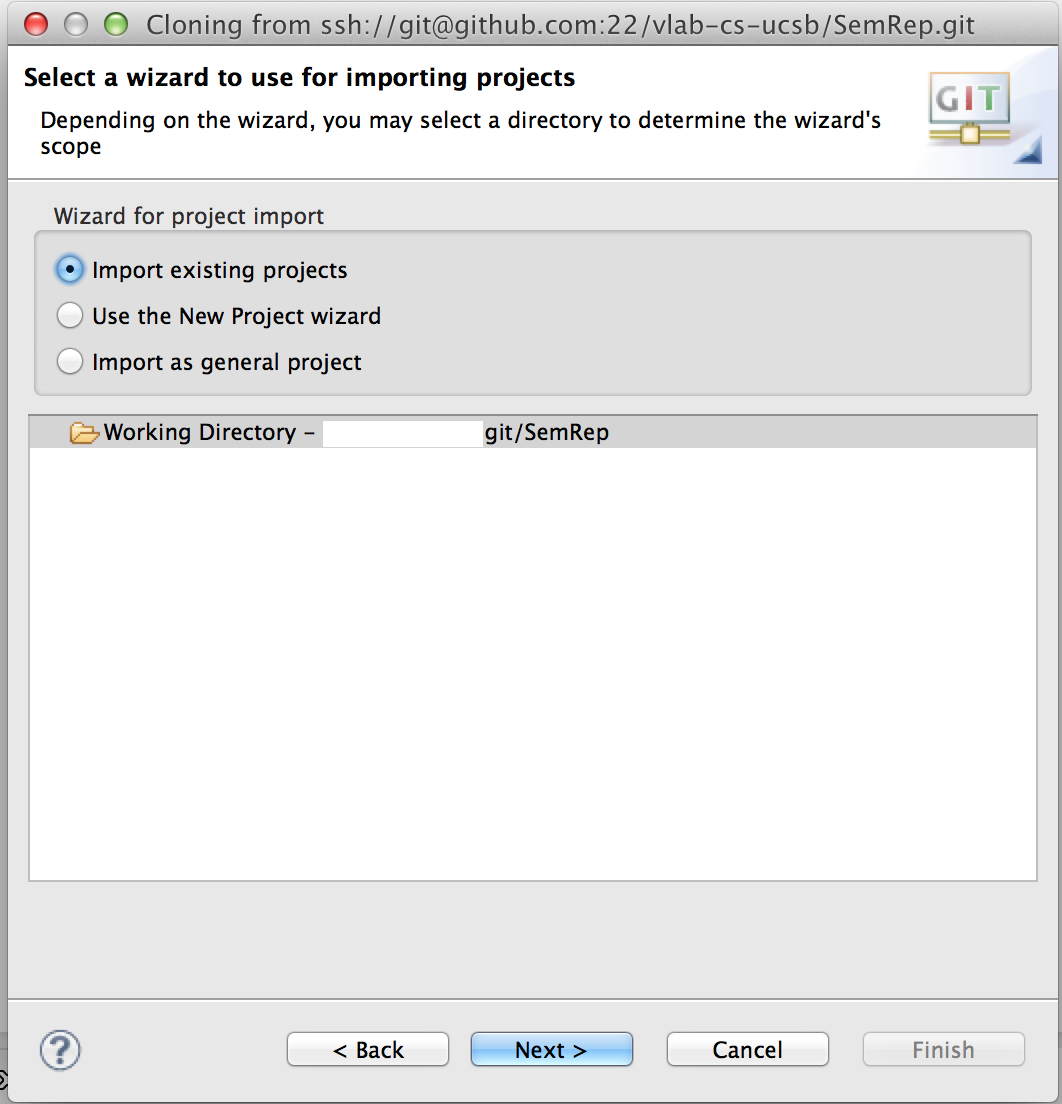 Cloning from ssh://git@github.com:22/vlab-cs-ucsb/SemRep.git
Select a wizard to use for importing projects
Depending on the wizard, you may select a directory to determine the wizard's
scope
GIT
Wizard for project import
Import existing projects
Use the New Project wizard
Import as general project
Working Directory – git/SemRep
?
< Back Next > Cancel Finish